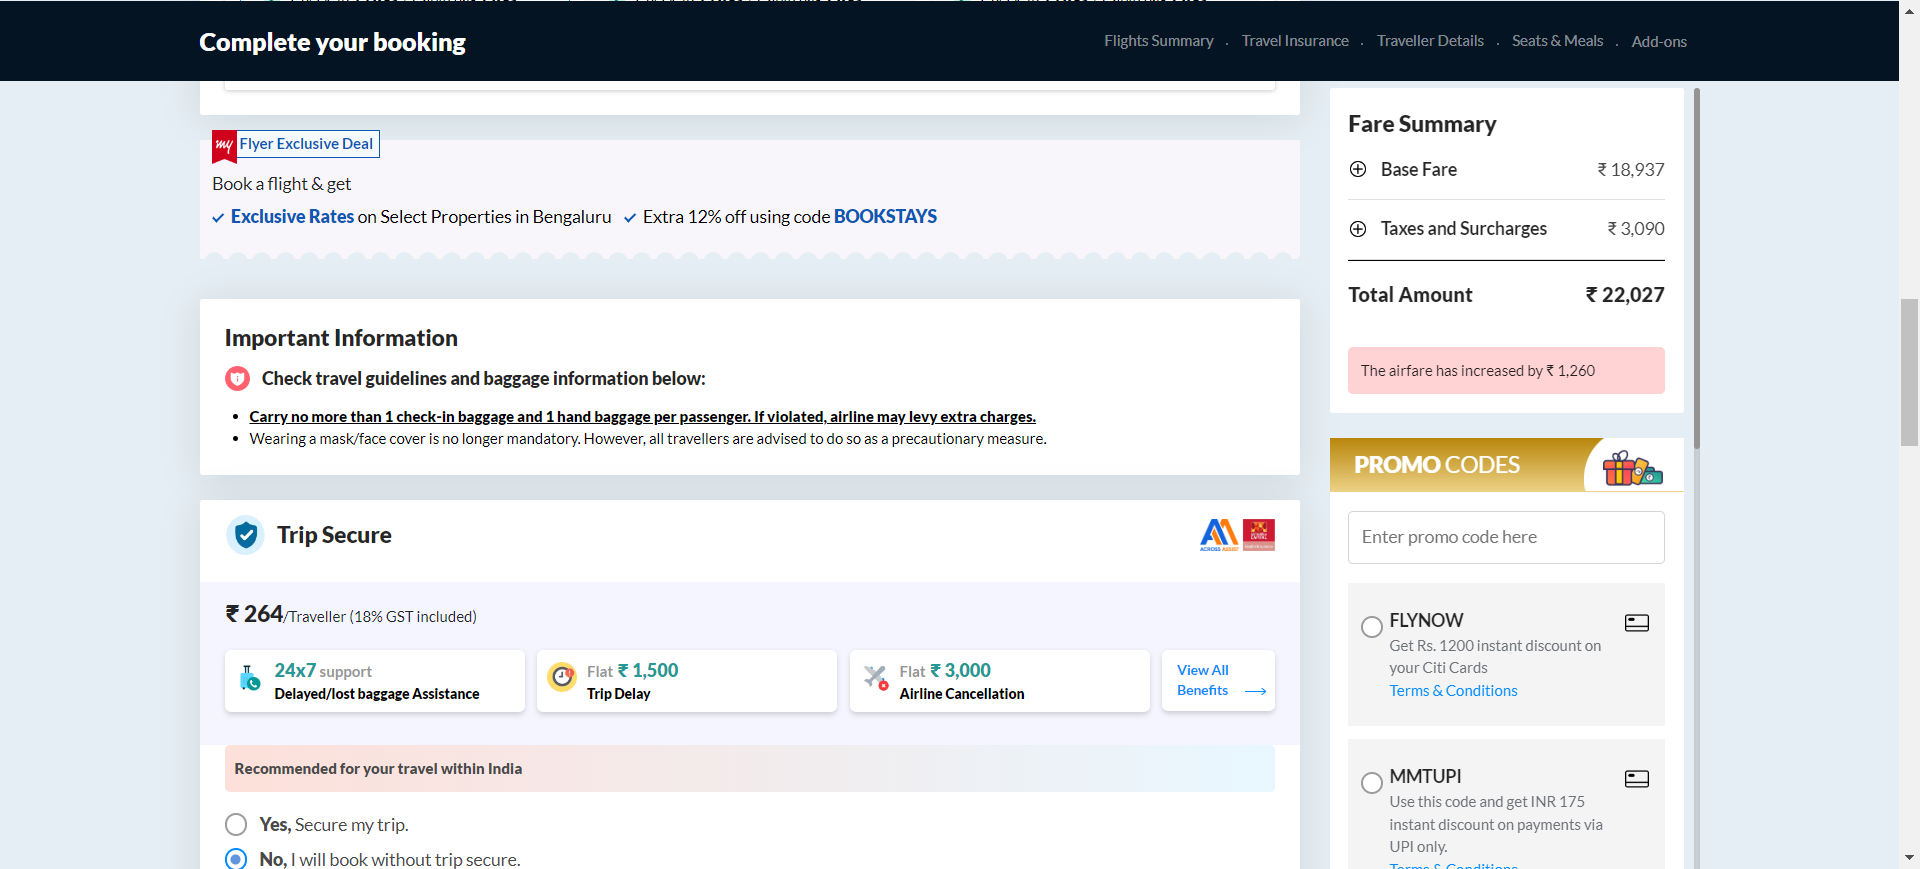 Complete your booking
Flights Summary . Travel Insurance . Traveller Details . Seats & Meals . Add-ons
my Flyer Exclusive Deal
Book a flight & get
Exclusive Rates on Select Properties in Bengaluru Extra 12% off using code BOOKSTAYS
Important Information
Check travel guidelines and baggage information below:
• Carry no more than 1 check-in baggage and 1 hand baggage per passenger. If violated, airline may levy extra charges.
• Wearing a mask/face cover is no longer mandatory. However, all travellers are advised to do so as a precautionary measure.
Trip Secure
ACROSS ASSIST
₹ 264/Traveller (18% GST included)
24x7 support
Delayed/lost baggage Assistance
Flat ₹ 1,500
Trip Delay
Flat ₹ 3,000
Airline Cancellation
View All
Benefits
Recommended for your travel within India
Yes, Secure my trip.
No, I will book without trip secure.
Fare Summary
Base Fare ₹ 18,937
Taxes and Surcharges ₹ 3,090
Total Amount ₹ 22,027
The airfare has increased by ₹ 1,260
PROMO CODES
Enter promo code here
FLYNOW
Get Rs. 1200 instant discount on
your Citi Cards
Terms & Conditions
MMTUPI
Use this code and get INR 175
instant discount on payments via
UPI only.
Terms & Conditions